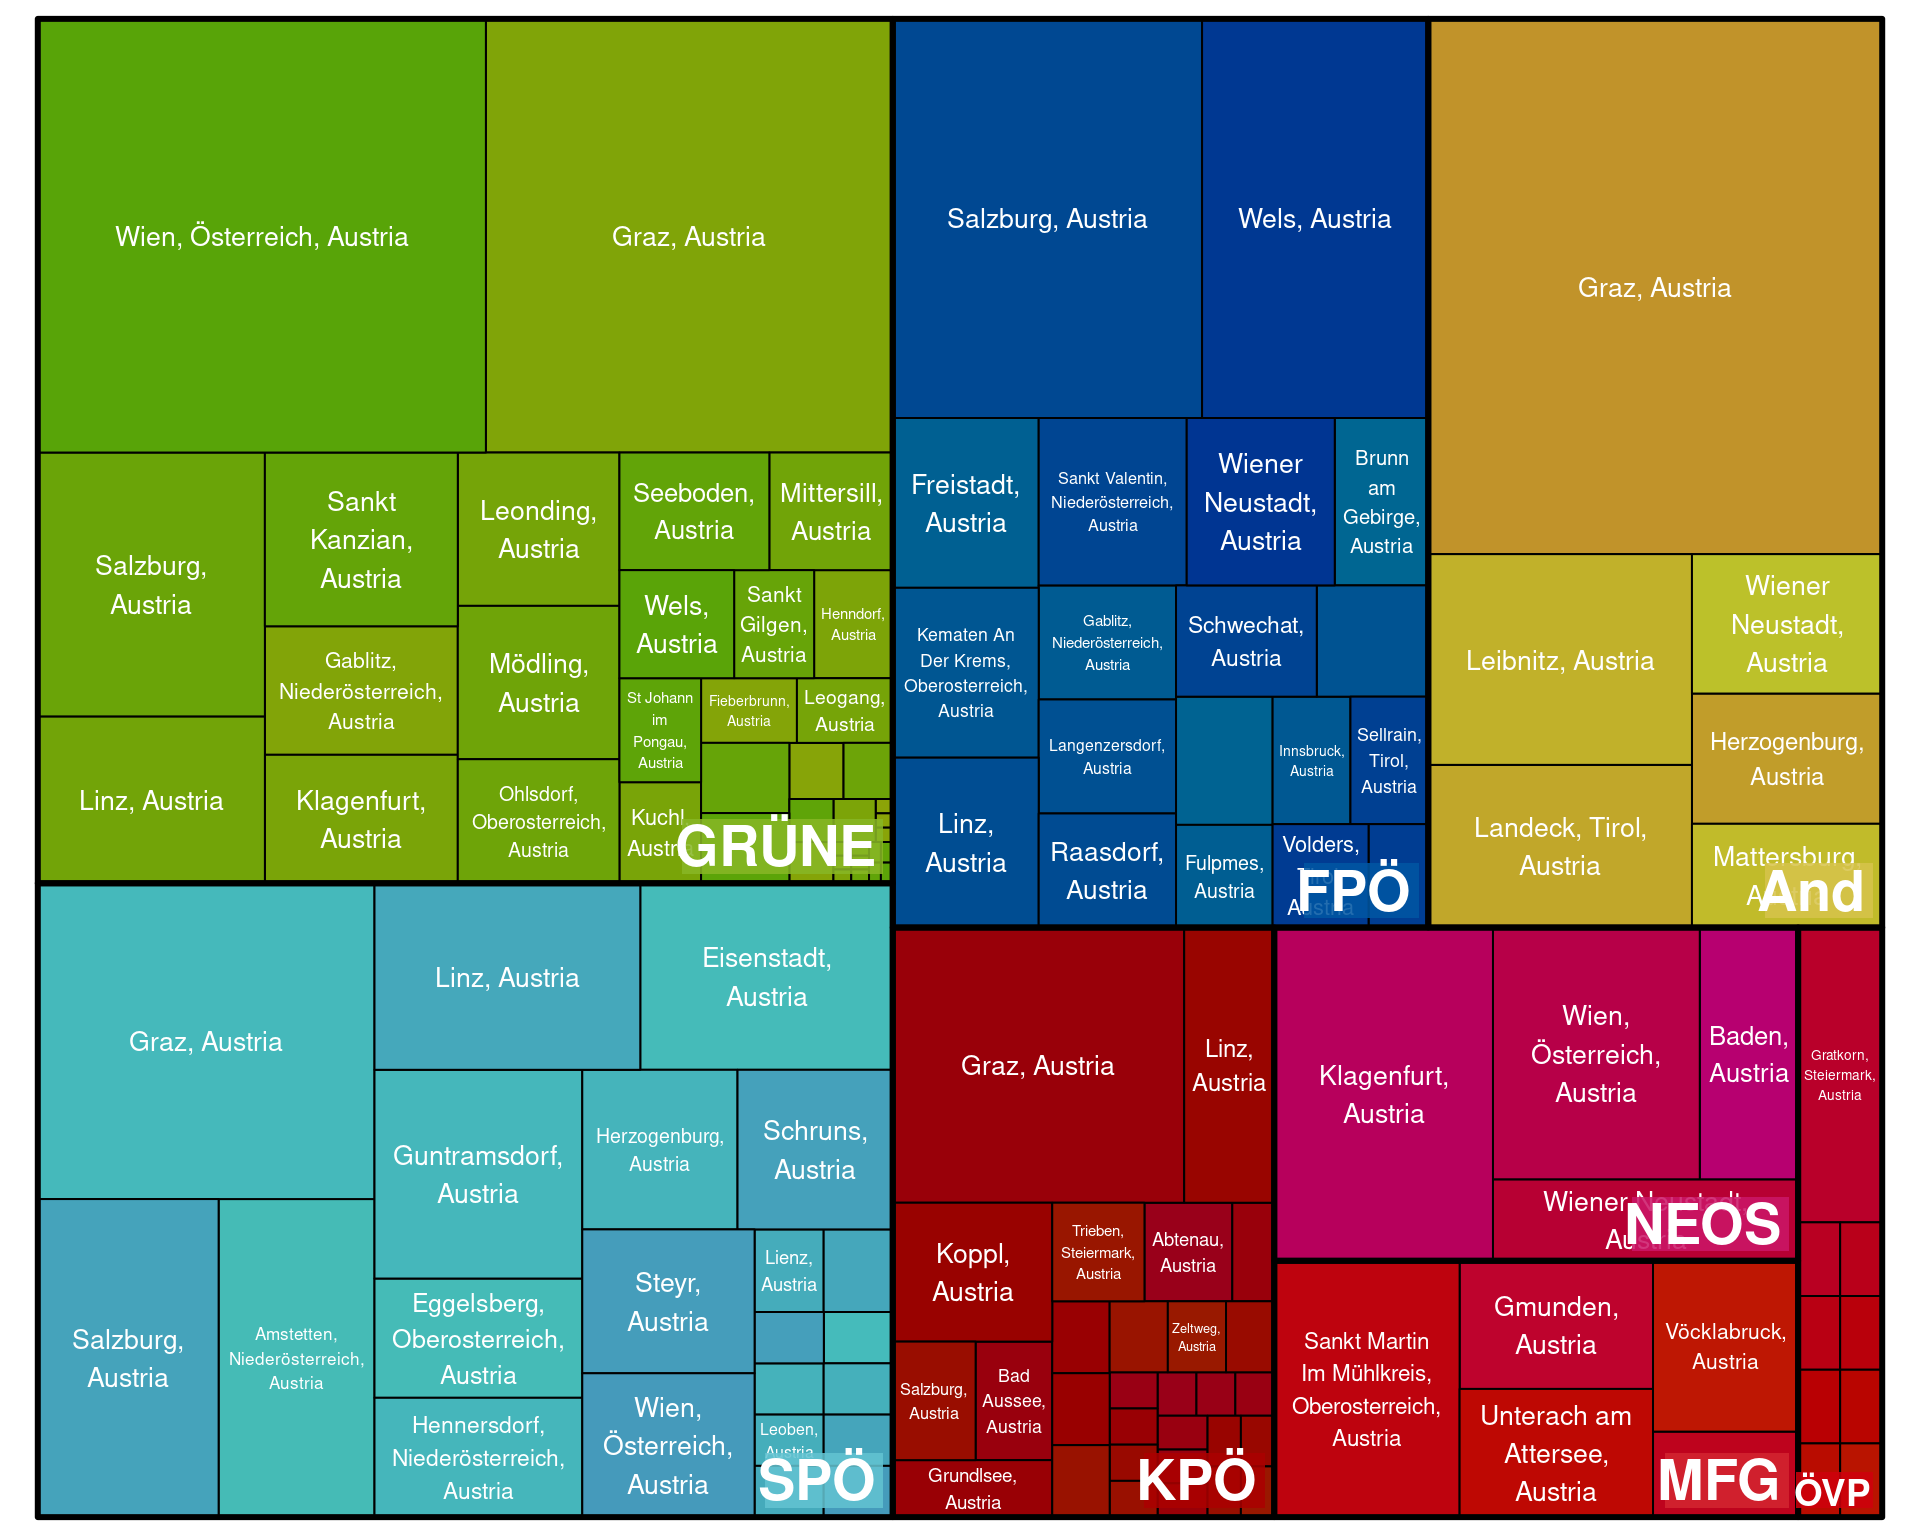 Wien, Österreich, Austria
Graz, Austria
Salzburg,
Austria
Sankt
Kanzian,
Austria
Leonding,
Austria
Seeboden,
Austria
Mittersill,
Austria
Wels,
Austria
Sankt
Gilgen,
Austria
Henndorf,
Austria
Gablitz,
Niederösterreich,
Austria
Mödling,
Austria
St Johann
im
Pongau,
Austria
Fieberbrunn,
Austria
Leogang,
Austria
Linz, Austria
Klagenfurt,
Austria
Ohlsdorf,
Oberosterreich,
Austria
Kuchl,
Austria
GRÜNE
Salzburg, Austria
Wels, Austria
Freistadt,
Austria
Sankt Valentin,
Niederösterreich,
Austria
Wiener
Neustadt,
Austria
Brunn
am
Gebirge,
Austria
Kematen An
Der Krems,
Oberosterreich,
Austria
Gablitz,
Niederösterreich,
Austria
Schwechat,
Austria
Langenzersdorf,
Austria
Innsbruck,
Austria
Sellrain,
Tirol,
Austria
Linz,
Austria
Raasdorf,
Austria
Fulpmes,
Austria
Volders,
Tirol,
Austria
FPÖ
Graz, Austria
Leibnitz, Austria
Wiener
Neustadt,
Austria
Herzogenburg,
Austria
Landeck, Tirol,
Austria
Mattersburg,
Austria
And
Graz, Austria
Linz, Austria
Eisenstadt,
Austria
Guntramsdorf,
Austria
Herzogenburg,
Austria
Schruns,
Austria
Salzburg,
Austria
Amstetten,
Niederösterreich,
Austria
Eggelsberg,
Oberosterreich,
Austria
Steyr,
Austria
Lienz,
Austria
Hennersdorf,
Niederösterreich,
Austria
Wien,
Österreich,
Austria
Leoben,
Austria
SPÖ
Graz, Austria
Linz,
Austria
Koppl,
Austria
Trieben,
Steiermark,
Austria
Abtenau,
Austria
Zeltweg,
Austria
Salzburg,
Austria
Bad
Aussee,
Austria
Grundlsee,
Austria
KPÖ
Klagenfurt,
Austria
Wien,
Österreich,
Austria
Baden,
Austria
Wiener Neustadt,
Austria
NEOS
Sankt Martin
Im Mühlkreis,
Oberosterreich,
Austria
Gmunden,
Austria
Vöcklabruck,
Austria
Unterach am
Attersee,
Austria
MFG
Gratkorn,
Steiermark,
Austria
ÖVP